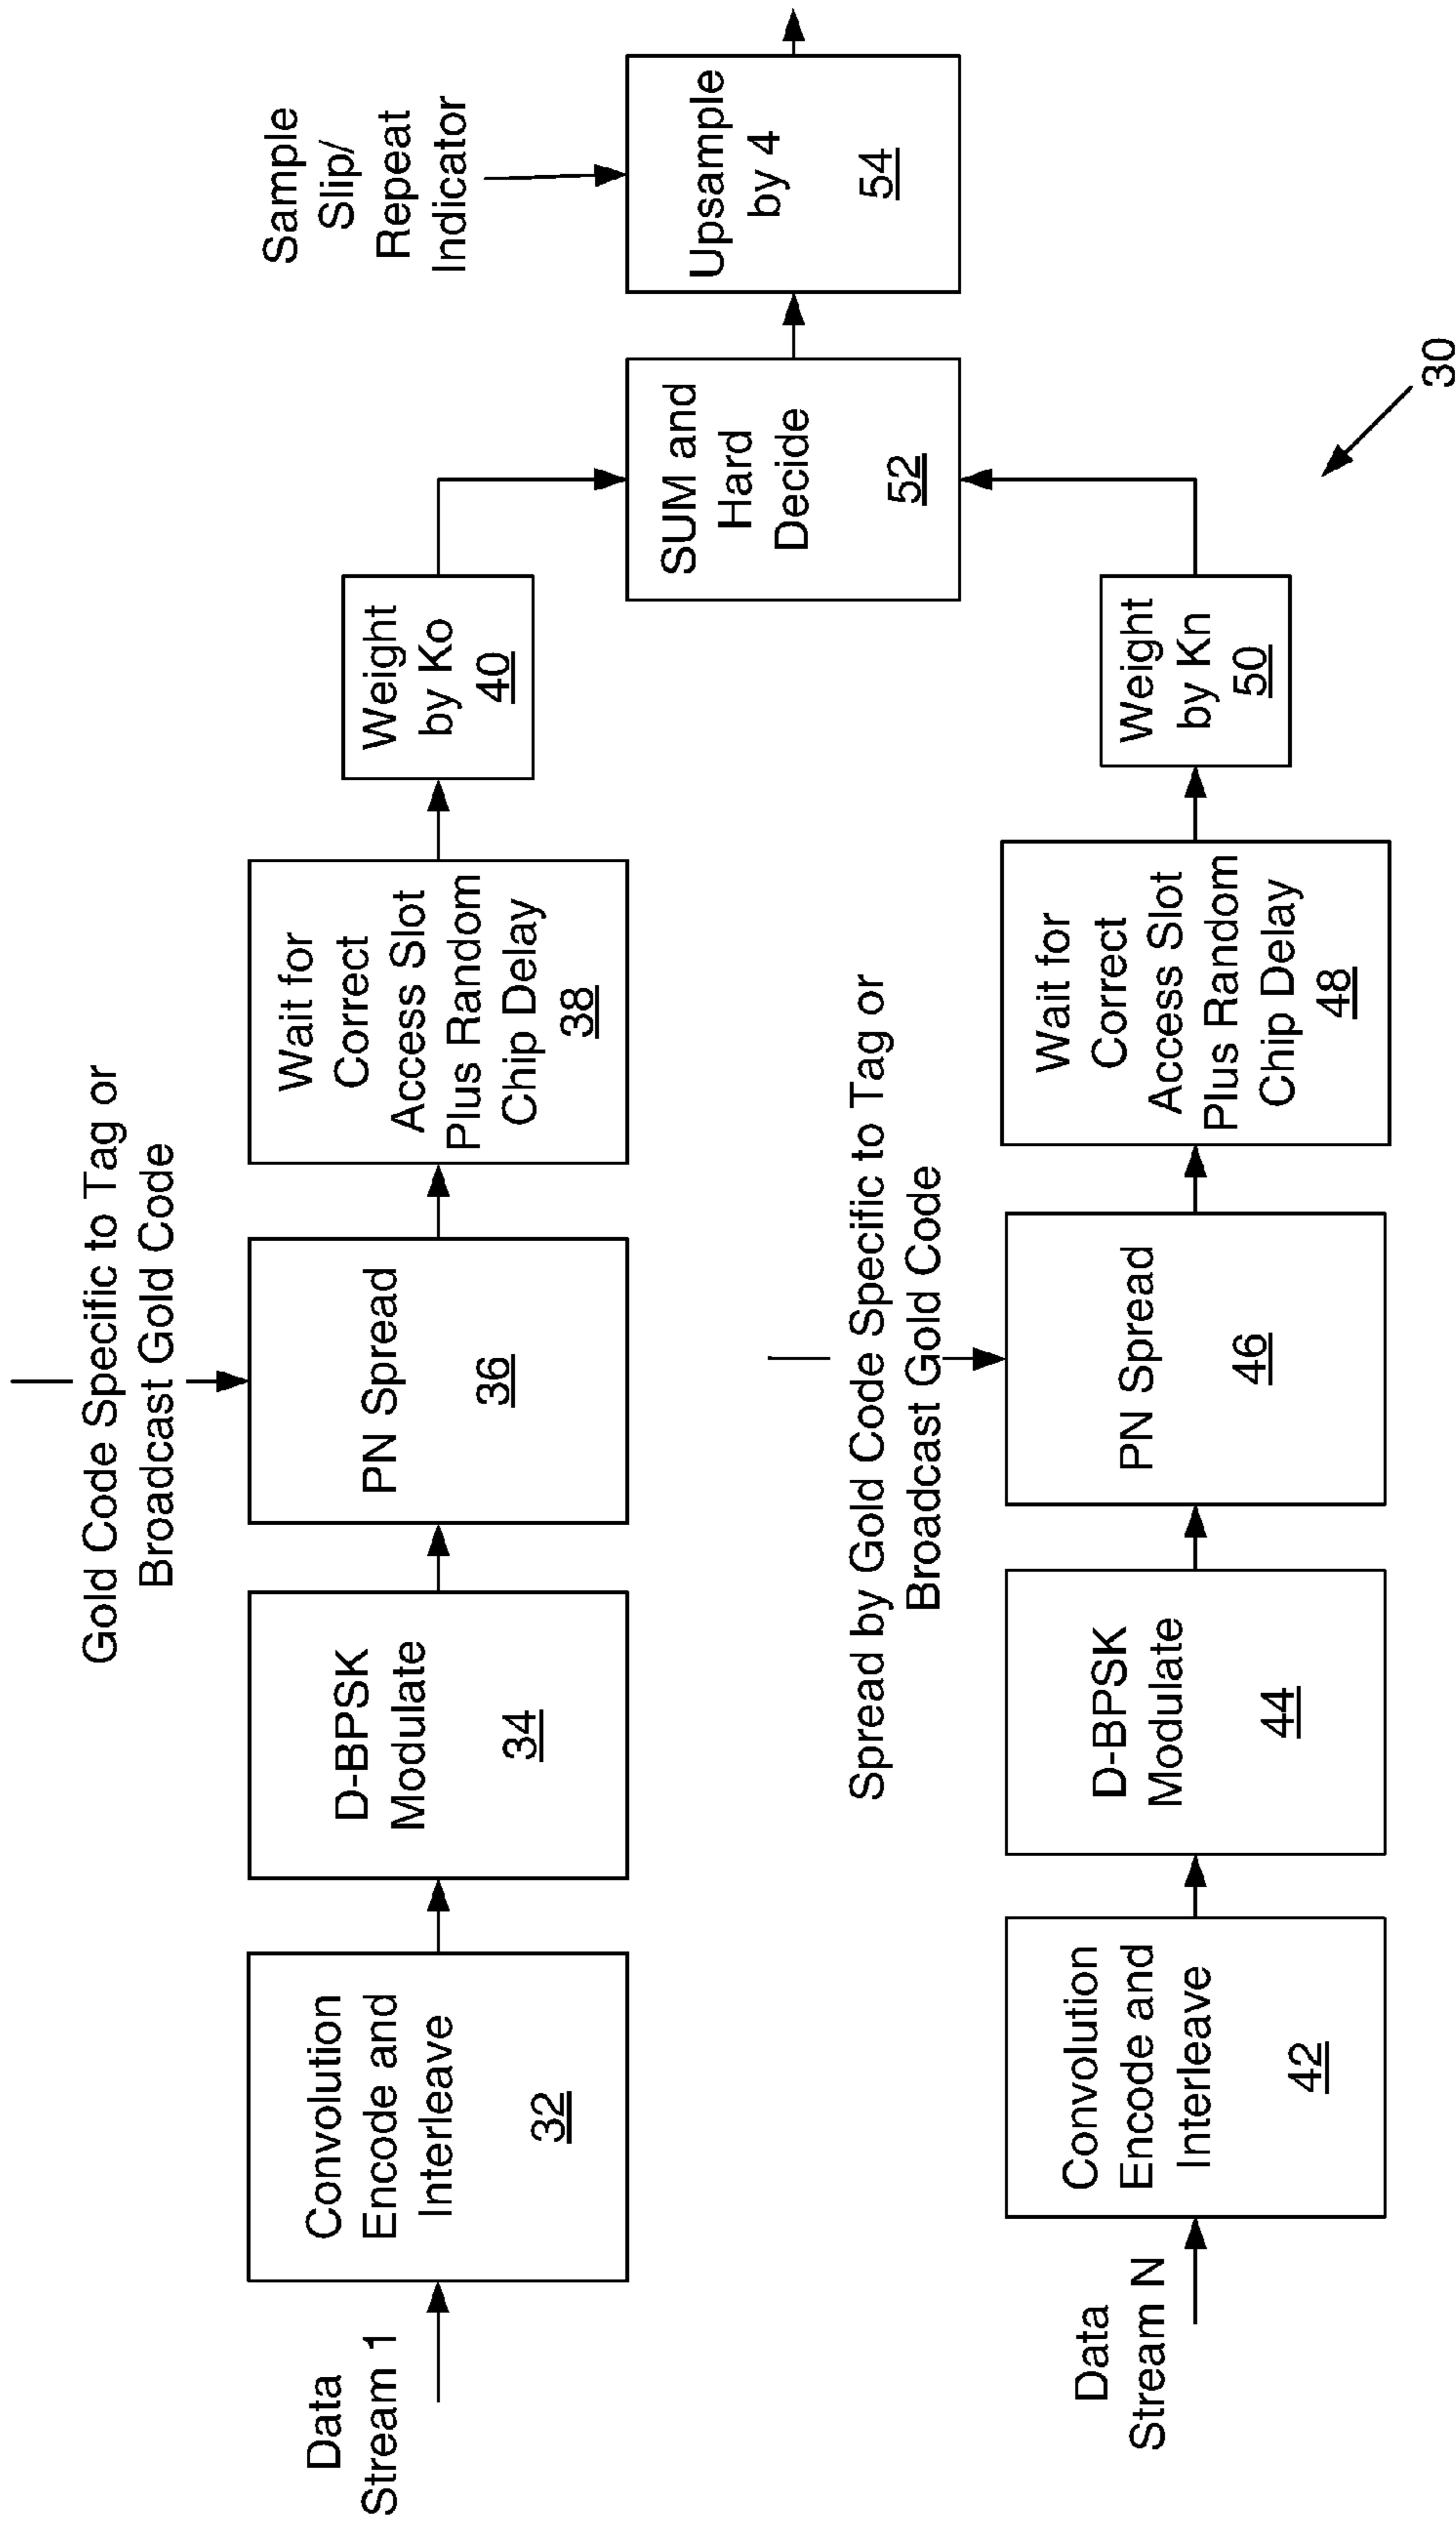 Data
Stream 1
Convolution
Encode and
Interleave
32
D-BPSK
Modulate
34
Gold Code Specific to Tag or
Broadcast Gold Code
PN Spread
36
Wait for
Correct
Access Slot
Plus Random
Chip Delay
38
Weight
by Ko
40
Data
Stream N
Convolution
Encode and
Interleave
42
D-BPSK
Modulate
44
Spread by Gold Code Specific to Tag or
Broadcast Gold Code
PN Spread
46
Wait for
Correct
Access Slot
Plus Random
Chip Delay
48
Weight
by Kn
50
SUM and
Hard
Decide
52
Sample
Slip/
Repeat
Indicator
Upsample
by 4
54
30